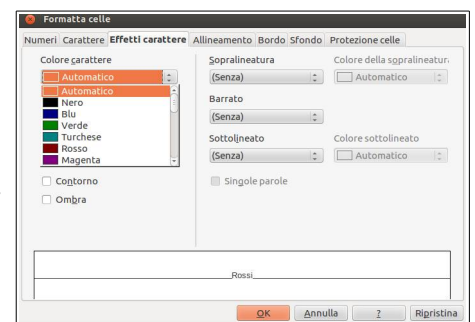 Formatta celle
Numeri Carattere Effetti carattere Allineamento Bordo Sfondo Protezione celle
Colore carattere
Automatico
Automatico
Nero
Blu
Verde
Turchese
Rosso
Magenta
Contorno
Ombra
Sopralineatura
Colore della sopralineatura
(Senza)
Automatico
Barrato
(Senza)
Sottolineato
Colore sottolineato
(Senza)
Automatico
Singole parole
Rossi
OK Annulla ? Ripristina